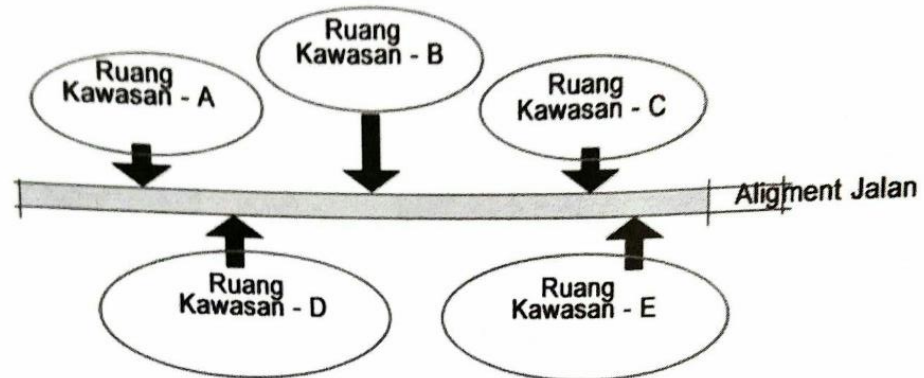 Ruang
Kawasan - A
Ruang
Kawasan - B
Ruang
Kawasan - C
Aligment Jalan
Ruang
Kawasan - D
Ruang
Kawasan - E